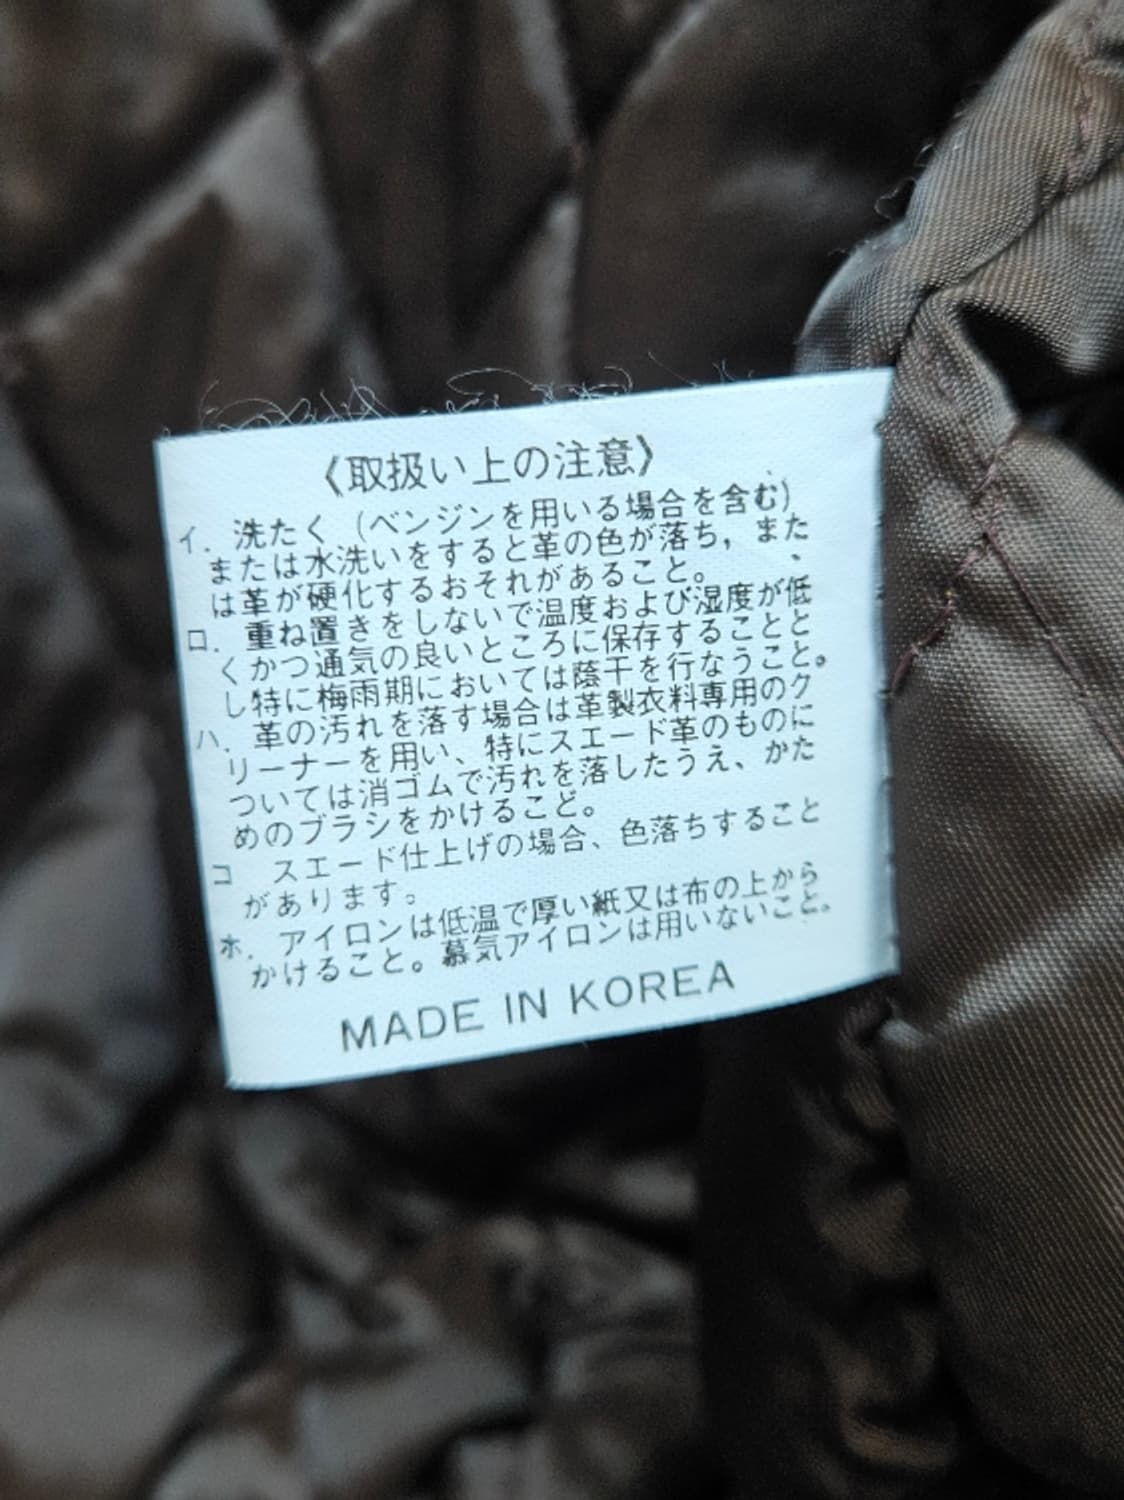 《取扱い上の注意》
イ. 洗たく (ベンジンを用いる場合を含む)
または水洗いをすると革の色が落ち, また
は革が硬化するおそれがあること。
ロ. 重ね置きをしないで温度および湿度が低
くかつ通気の良いところに保存することと
し特に梅雨期においては陰干を行なうこと。
ハ. 革の汚れを落す場合は革製衣料専用のク
リーナーを用い、特にスエード革のものに
ついては消ゴムで汚れを落したうえ、かた
めのブラシをかけるこど。
コ スエード仕上げの場合、色落ちすること
があります。
ホ. アイロンは低温で厚い紙又は布の上から
かけること。慕気アイロンは用いないこと。
MADE IN KOREA